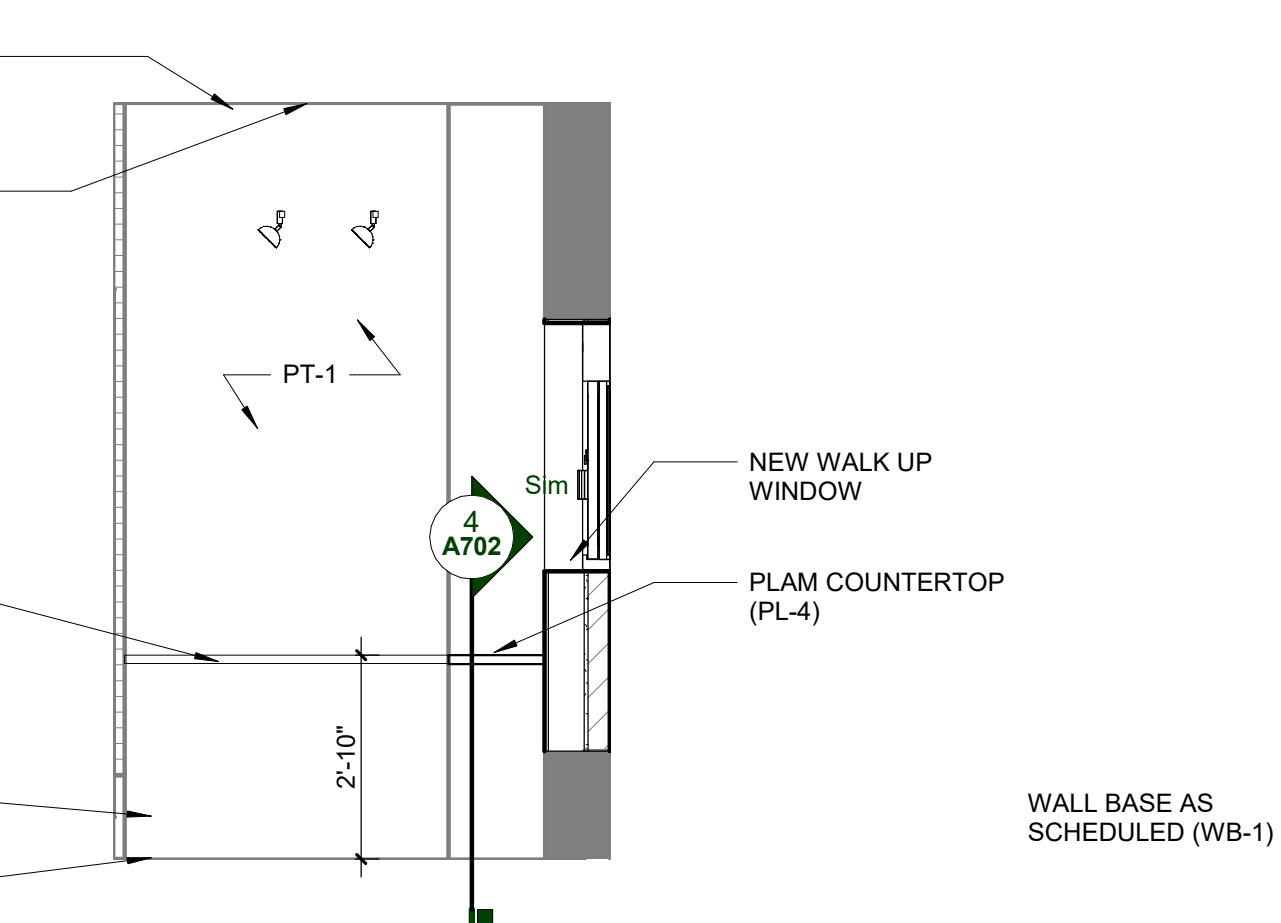 PT-1
Sim
4
A702
NEW WALK UP
WINDOW
PLAM COUNTERTOP
(PL-4)
2'-10"
WALL BASE AS
SCHEDULED (WB-1)